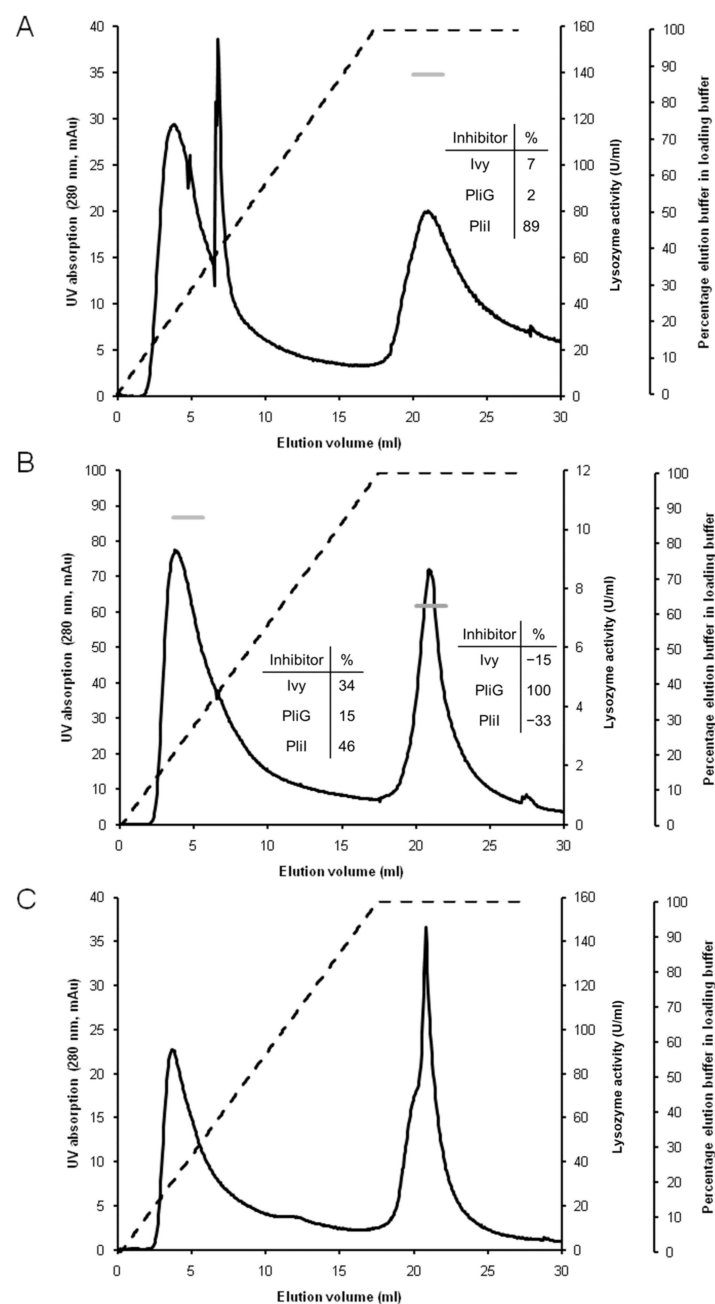 A
UV absorption (280 nm, mAu)
40
35
30
25
20
15
10
5
0
0 5 10 15 20 25 30
Elution volume (ml)
Inhibitor %
Ivy 7
PliG 2
PliI 89
160
140
120
100
80
60
40
20
0
Lysozyme activity (U/ml)
100
90
80
70
60
50
40
30
20
10
0
Percentage elution buffer in loading buffer
B
UV absorption (280 nm, mAu)
100
90
80
70
60
50
40
30
20
10
0
0 5 10 15 20 25 30
Elution volume (ml)
Inhibitor %
Ivy 34
PliG 15
PliI 46
Inhibitor %
Ivy −15
PliG 100
PliI −33
12
10
8
6
4
2
0
Lysozyme activity (U/ml)
100
90
80
70
60
50
40
30
20
10
0
Percentage elution buffer in loading buffer
C
UV absorption (280 nm, mAu)
40
35
30
25
20
15
10
5
0
0 5 10 15 20 25 30
Elution volume (ml)
160
140
120
100
80
60
40
20
0
Lysozyme activity (U/ml)
100
90
80
70
60
50
40
30
20
10
0
Percentage elution buffer in loading buffer